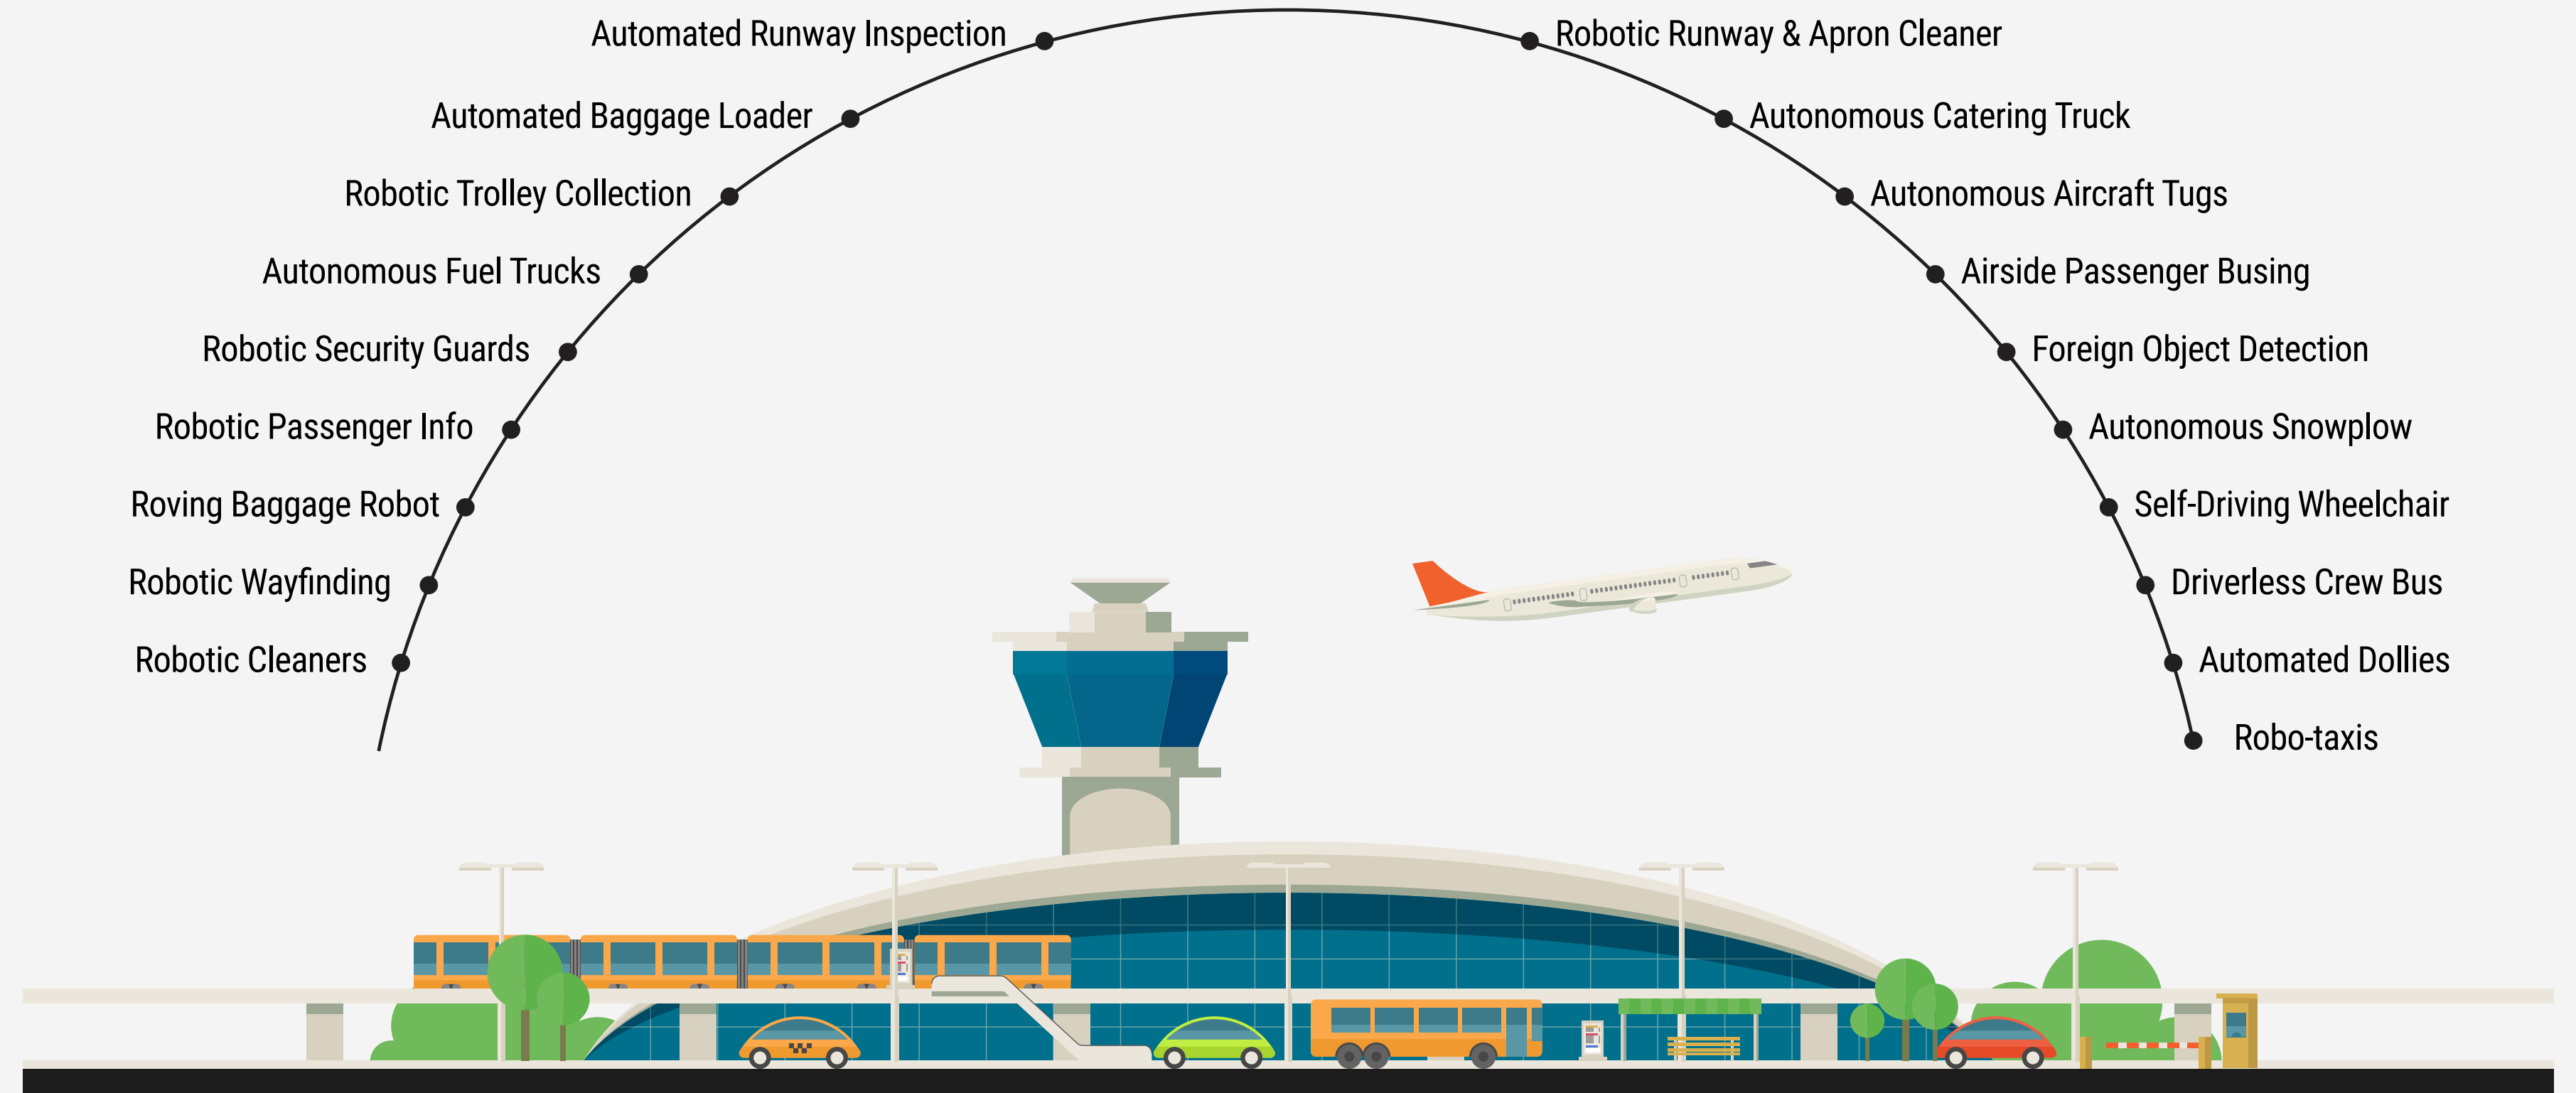 Automated Runway Inspection
Automated Baggage Loader
Robotic Trolley Collection
Autonomous Fuel Trucks
Robotic Security Guards
Robotic Passenger Info
Roving Baggage Robot
Robotic Wayfinding
Robotic Cleaners
Robotic Runway & Apron Cleaner
Autonomous Catering Truck
Autonomous Aircraft Tugs
Airside Passenger Busing
Foreign Object Detection
Autonomous Snowplow
Self-Driving Wheelchair
Driverless Crew Bus
Automated Dollies
Robo-taxis